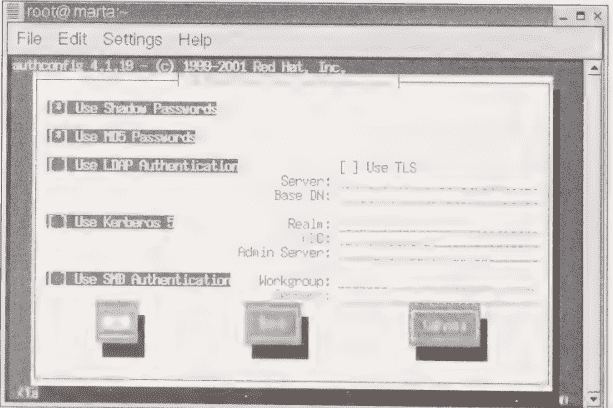 root@marta:~
File Edit Settings Help
authconfig 4.1.19 - (c) 1999-2001 Red Hat, Inc.
[*] Use Shadow Passwords
[*] Use MD5 Passwords
[ ] Use LDAP Authentication [ ] Use TLS
Server:
Base DN:
[ ] Use Kerberos 5 Realm:
Admin Server:
[ ] Use SMB Authentication Workgroup: